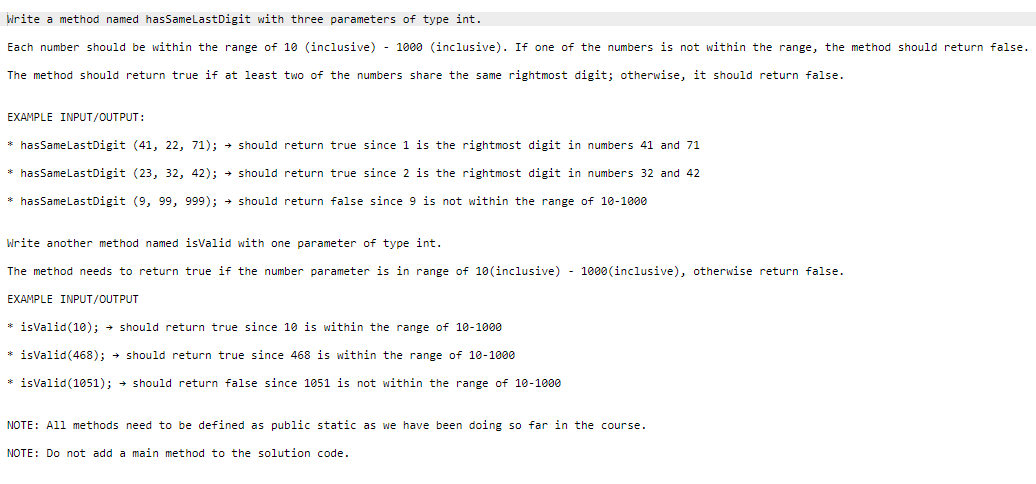 Write a method named hasSameLastDigit with three parameters of type int.
Each number should be within the range of 10 (inclusive) - 1000 (inclusive). If one of the numbers is not within the range, the method should return false.
The method should return true if at least two of the numbers share the same rightmost digit; otherwise, it should return false.
EXAMPLE INPUT/OUTPUT:
* hasSameLastDigit (41, 22, 71); → should return true since 1 is the rightmost digit in numbers 41 and 71
* hasSameLastDigit (23, 32, 42); → should return true since 2 is the rightmost digit in numbers 32 and 42
* hasSameLastDigit (9, 99, 999); → should return false since 9 is not within the range of 10-1000
Write another method named isValid with one parameter of type int.
The method needs to return true if the number parameter is in range of 10(inclusive) - 1000(inclusive), otherwise return false.
EXAMPLE INPUT/OUTPUT
* isValid(10); → should return true since 10 is within the range of 10-1000
* isValid(468); → should return true since 468 is within the range of 10-1000
* isValid(1051); → should return false since 1051 is not within the range of 10-1000
NOTE: All methods need to be defined as public static as we have been doing so far in the course.
NOTE: Do not add a main method to the solution code.